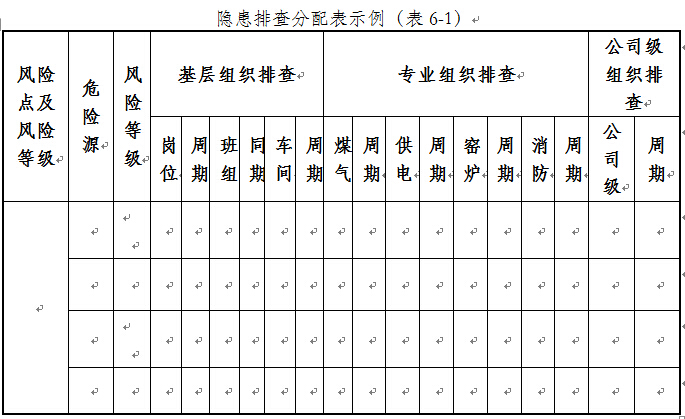 隐患排查分配表示例（表 6-1）
风险点及风险等级
危险源
风险等级
基层组织排查
专业组织排查
公司级组织排查
岗位
周期
班组
同期
车间
周期
煤气
周期
供电
周期
窑炉
周期
消防
周期
公司级
周期